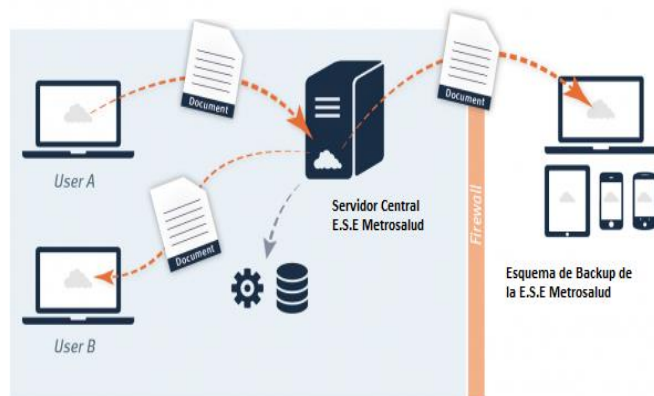 Document
Document
User A
Servidor Central
E.S.E Metrosalud
Firewall
Document
Esquema de Backup de
la E.S.E Metrosalud
User B